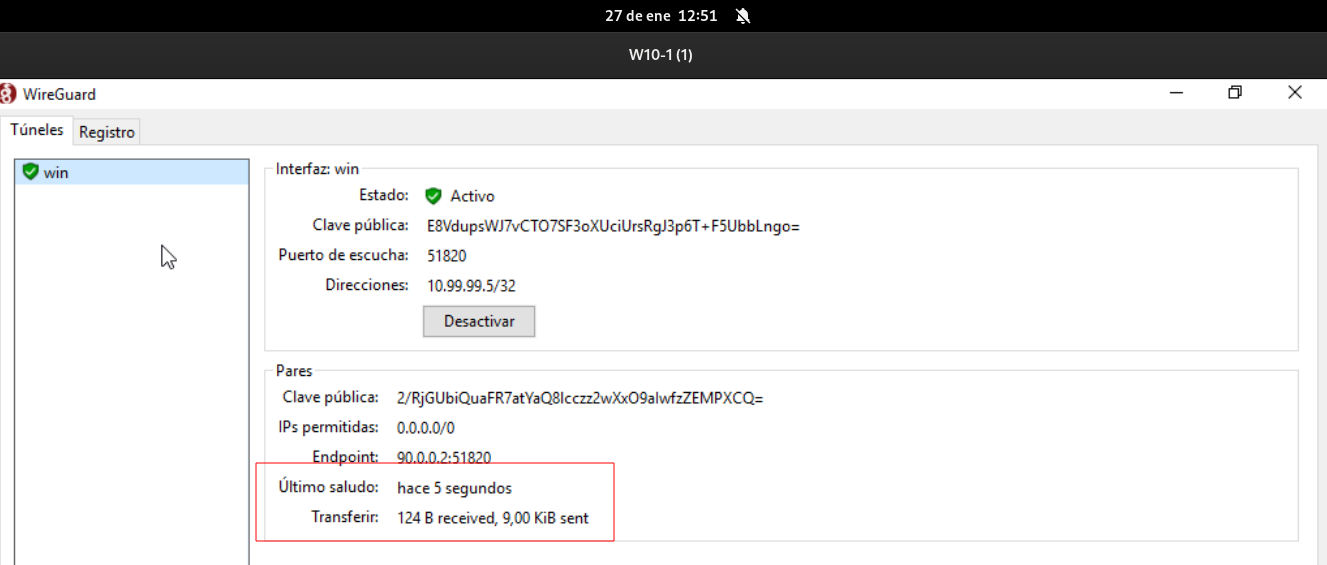 27 de ene 12:51
W10-1 (1)
WireGuard
Túneles Registro
win
Interfaz: win
Estado: Activo
Clave pública: E8VdupsWJ7vCTO7SF3oXUciUrsRgJ3p6T+F5UbbLngo=
Puerto de escucha: 51820
Direcciones: 10.99.99.5/32
Desactivar
Pares
Clave pública: 2/RjGUbiQuaFR7atYaQ8Icczz2wXxO9alwfzZEMPXCQ=
IPs permitidas: 0.0.0.0/0
Endpoint: 90.0.0.2:51820
Último saludo: hace 5 segundos
Transferir: 124 B received, 9,00 KiB sent